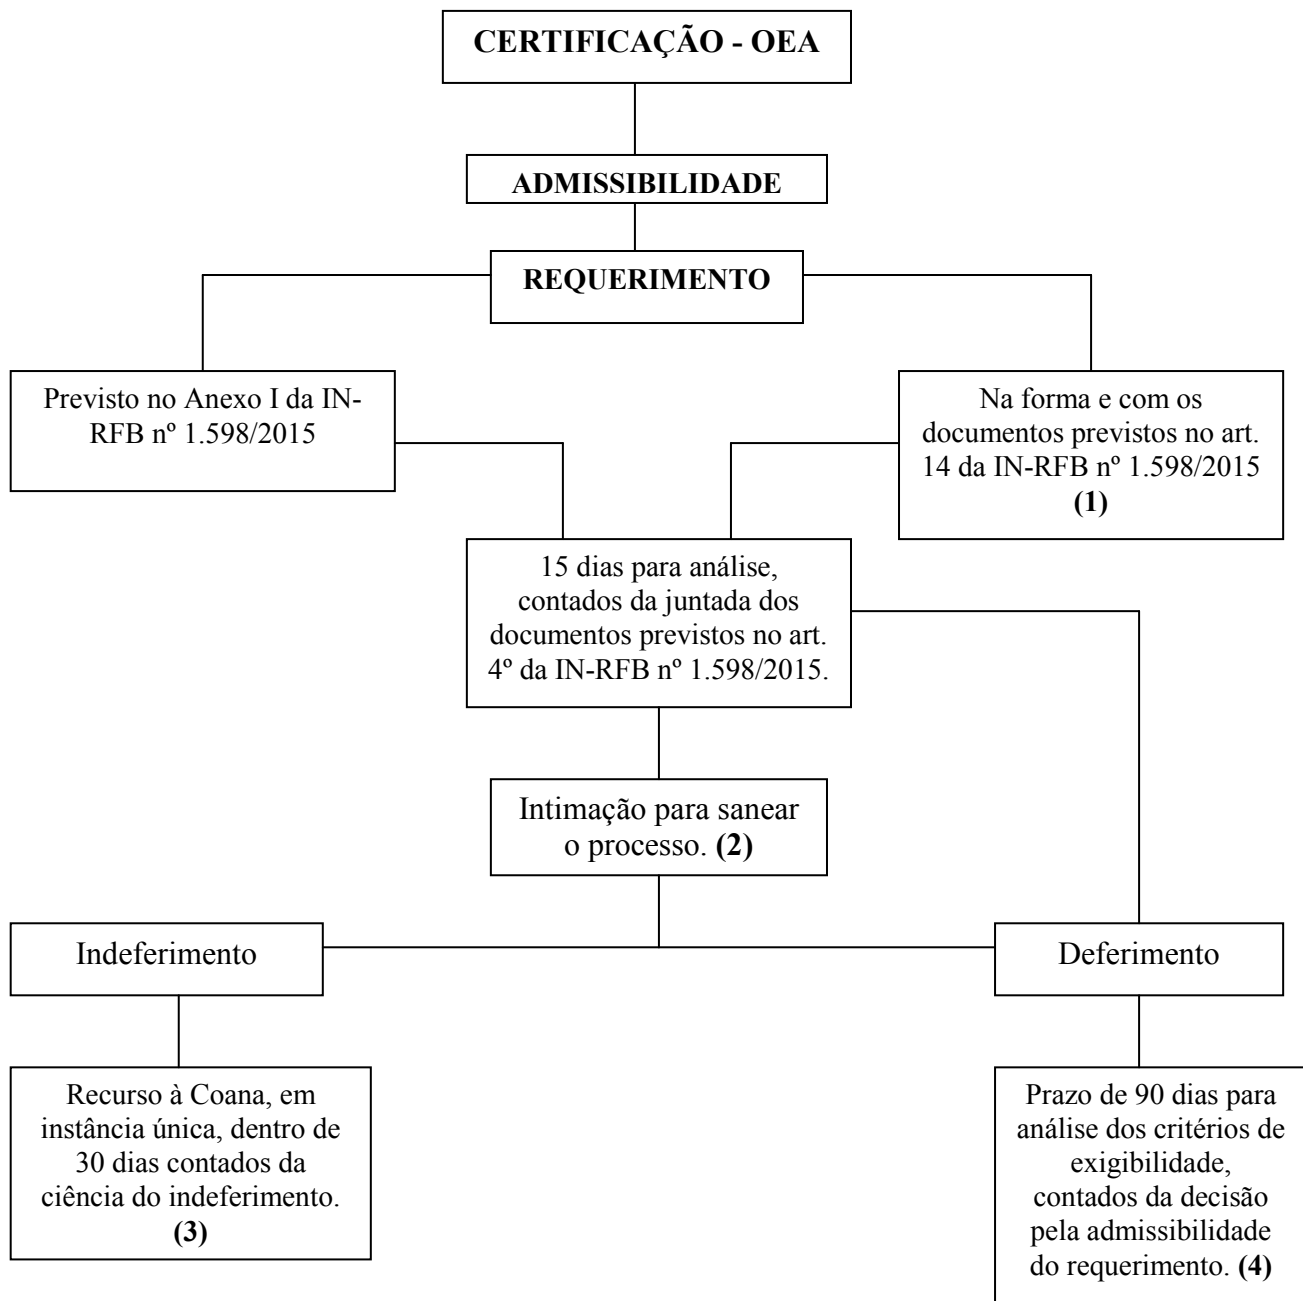 CERTIFICAÇÃO - OEA
ADMISSIBILIDADE
REQUERIMENTO
Previsto no Anexo I da IN-
RFB nº 1.598/2015
Na forma e com os
documentos previstos no art.
14 da IN-RFB nº 1.598/2015
(1)
15 dias para análise,
contados da juntada dos
documentos previstos no art.
4º da IN-RFB nº 1.598/2015.
Intimação para sanear
o processo. (2)
Indeferimento
Deferimento
Recurso à Coana, em
instância única, dentro de
30 dias contados da
ciência do indeferimento.
(3)
Prazo de 90 dias para
análise dos critérios de
exigibilidade,
contados da decisão
pela admissibilidade
do requerimento. (4)